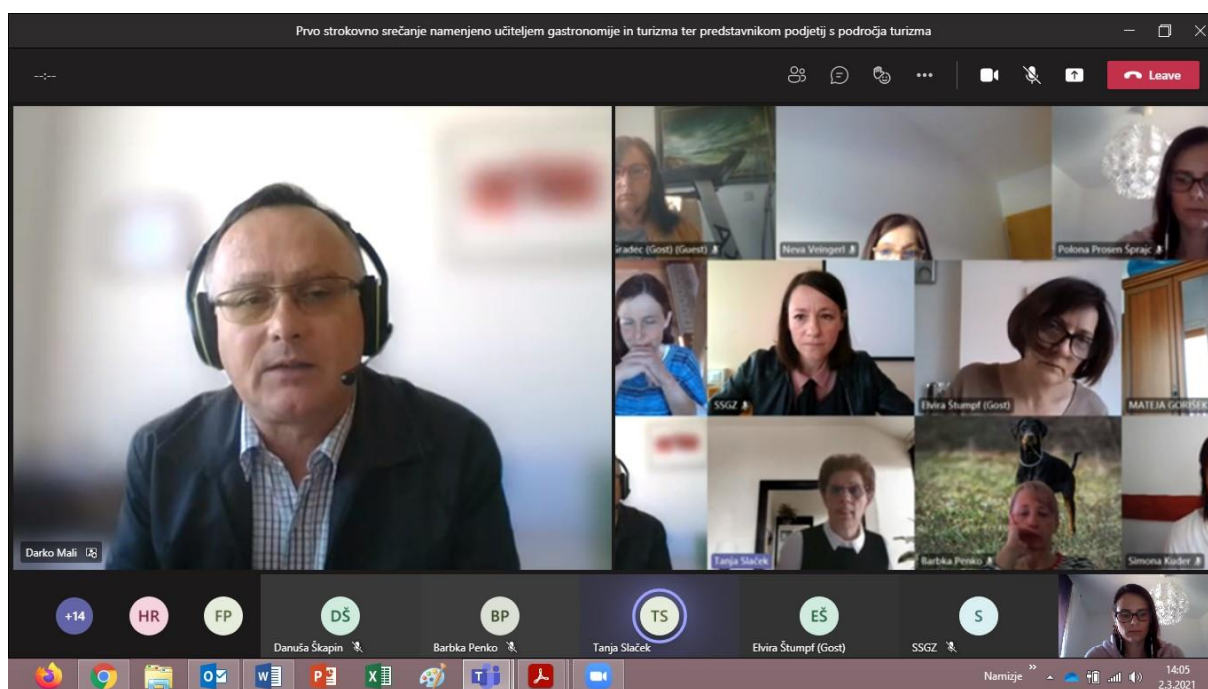 Prvo strokovno srečanje namenjeno učiteljem gastronomije in turizma ter predstavnikom podjetij s področja turizma
--:--
Leave
Gradec (Gost) (Guest)
Neva Veingerl
Polona Prosen Šprajc
SSGZ
Elvira Štumpf (Gost)
MATEJA GORIŠEK
Darko Mali
Tanja Slaček
Barbka Penko
Simona Kuder
+14
HR
FP
DŠ
Danuša Škapin
BP
Barbka Penko
TS
Tanja Slaček
EŠ
Elvira Štumpf (Gost)
S
SSGZ
Namizje
14:05
2.3.2021